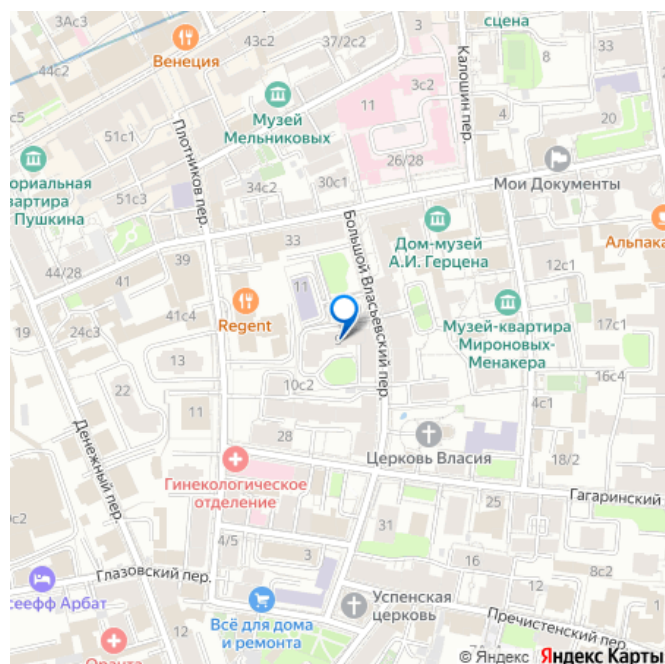 3Ас3
43с2
37/2с2
3
сцена
44с2
Венеция
Калошин пер.
8
3с2
11
4
20
Музей
Мельниковых
51с1
Плотников пер.
51с3
26/28
Мои Документы
34с2
30с1
ориальная
квартира
Пушкина
Большой Власьевский пер.
Дом-музей
А.И. Герцена
Альпака
33
39
44/28
12с1
11
41с4
Regent
19
24с3
Музей-квартира
Мироновых-
Менакера
17с1
13
16с4
10с2
22
11
4с1
Денежный пер.
28
Церковь Власия
18/2
Гинекологическое
отделение
Гагаринский
25
31
4/5
3
16
Глазовский пер.
8с2
12
сеефф Арбат
Успенская
церковь
Всё для дома
и ремонта
Пречистенский пер.
12
33
© Яндекс Яндекс Карты